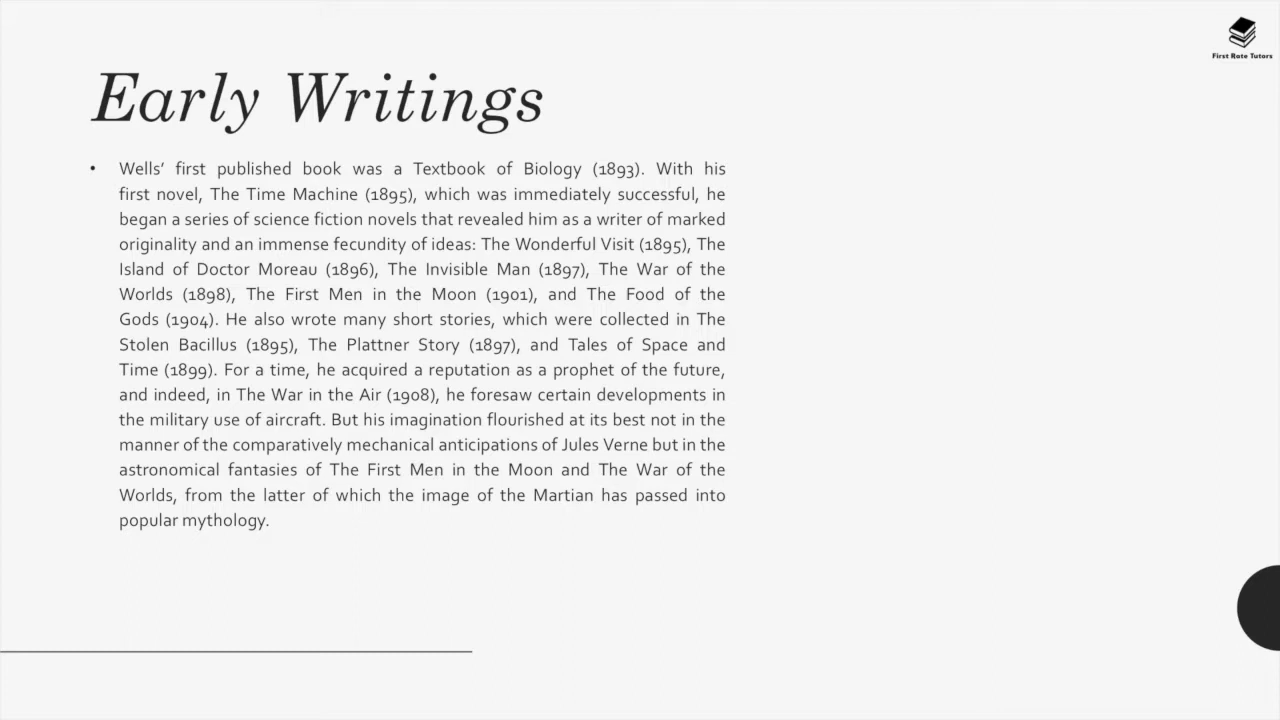 First Rate Tutors
Early Writings
• Wells’ first published book was a Textbook of Biology (1893). With his
first novel, The Time Machine (1895), which was immediately successful, he
began a series of science fiction novels that revealed him as a writer of marked
originality and an immense fecundity of ideas: The Wonderful Visit (1895), The
Island of Doctor Moreau (1896), The Invisible Man (1897), The War of the
Worlds (1898), The First Men in the Moon (1901), and The Food of the
Gods (1904). He also wrote many short stories, which were collected in The
Stolen Bacillus (1895), The Plattner Story (1897), and Tales of Space and
Time (1899). For a time, he acquired a reputation as a prophet of the future,
and indeed, in The War in the Air (1908), he foresaw certain developments in
the military use of aircraft. But his imagination flourished at its best not in the
manner of the comparatively mechanical anticipations of Jules Verne but in the
astronomical fantasies of The First Men in the Moon and The War of the
Worlds, from the latter of which the image of the Martian has passed into
popular mythology.